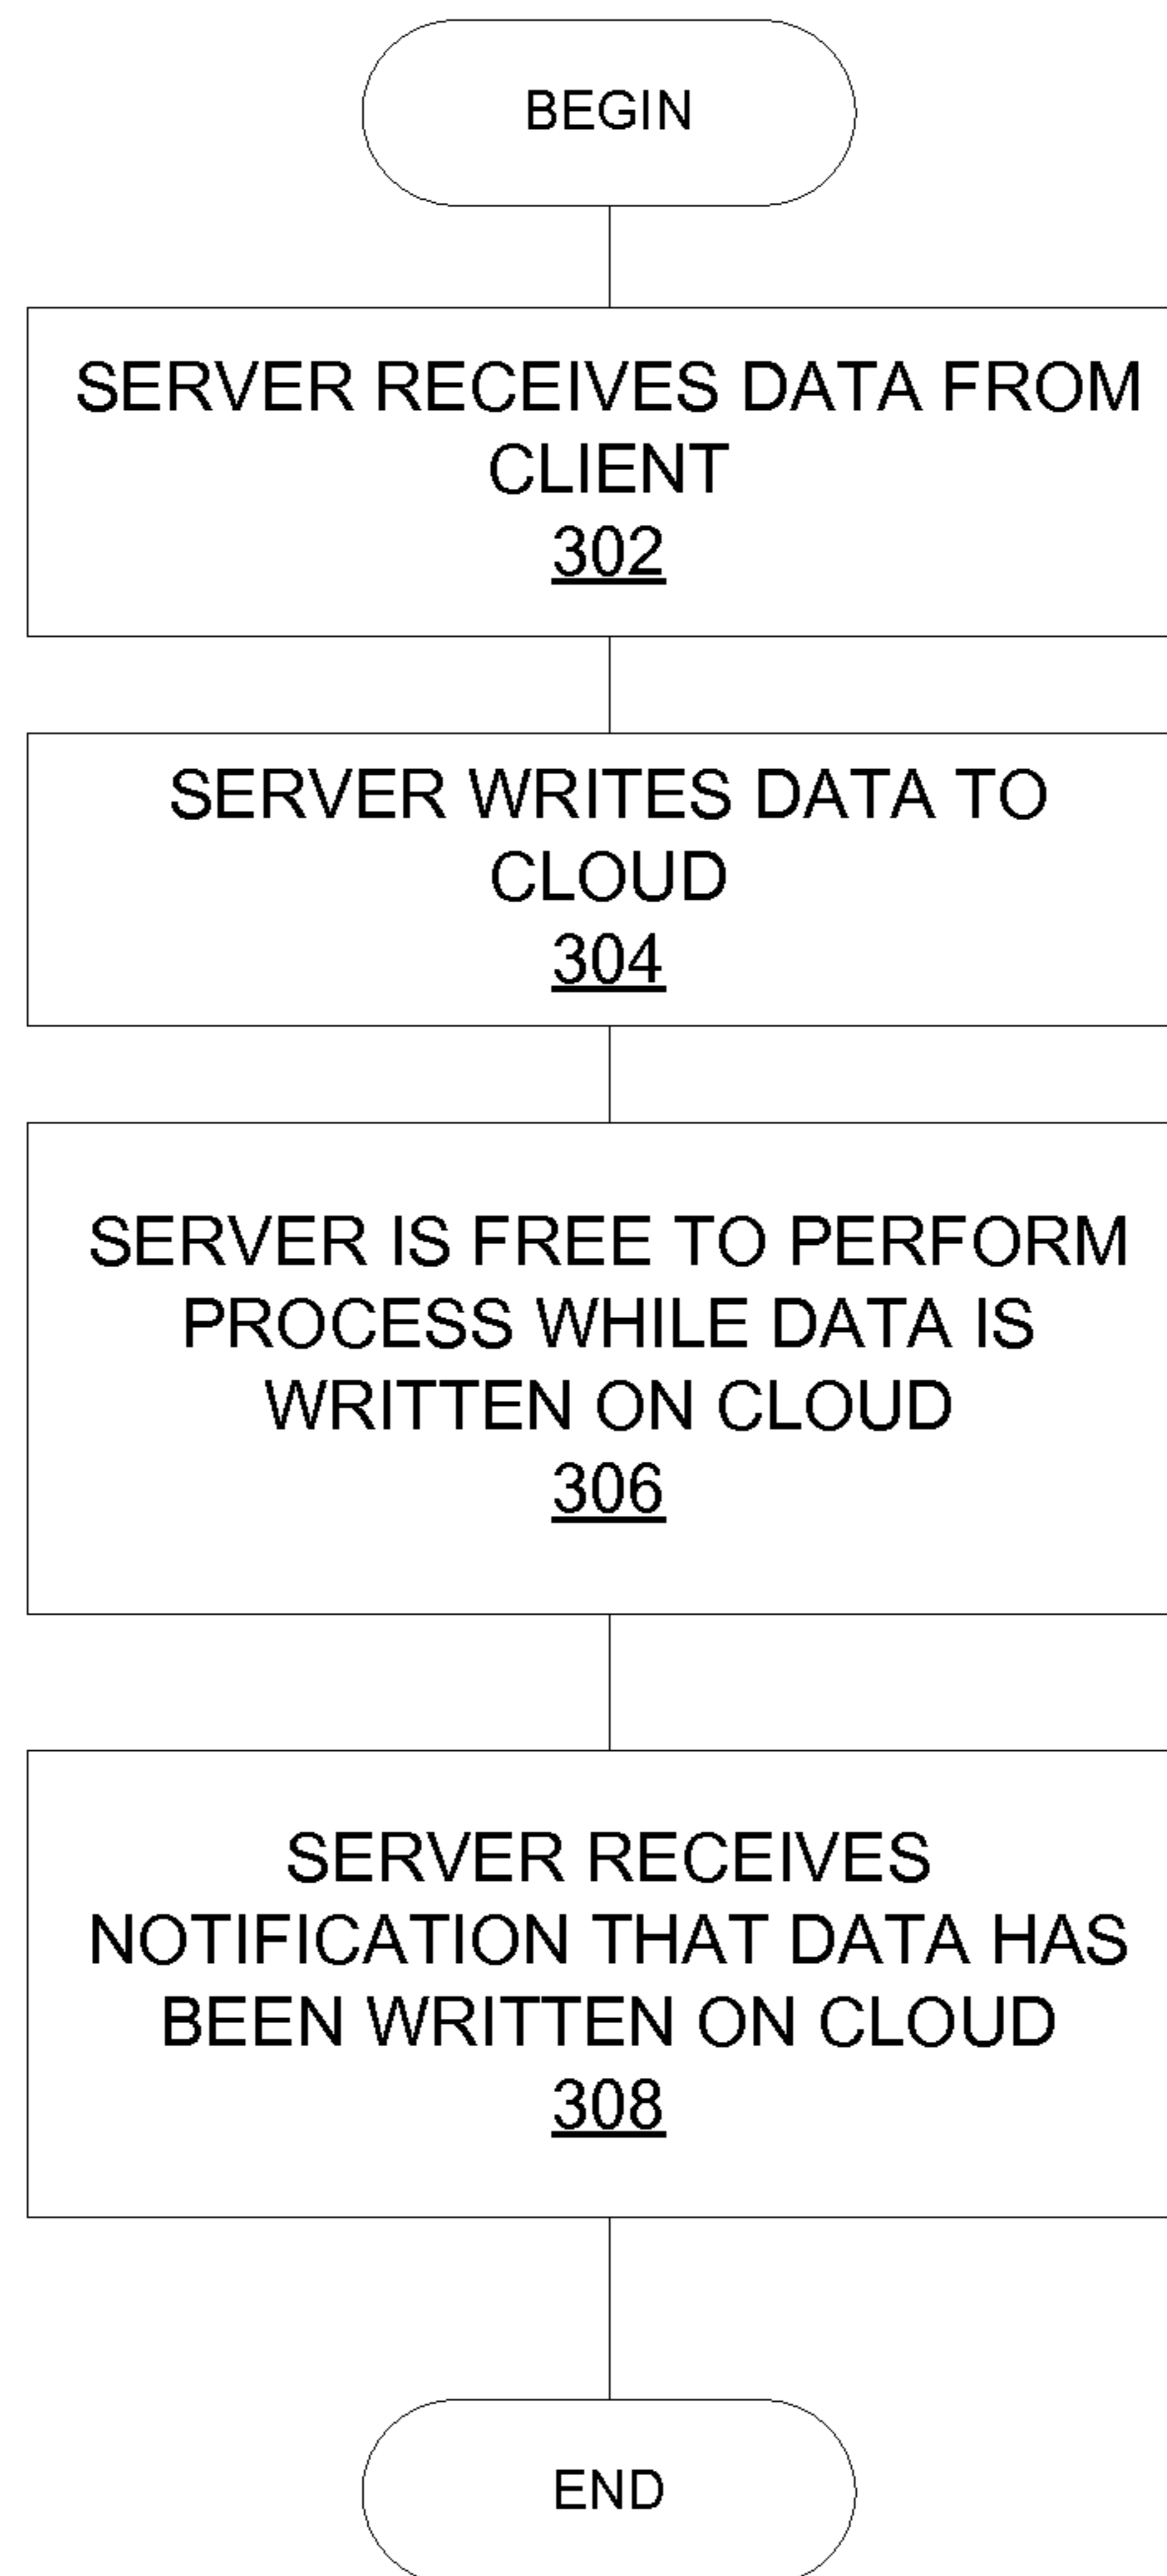 BEGIN
SERVER RECEIVES DATA FROM
CLIENT
302
SERVER WRITES DATA TO
CLOUD
304
SERVER IS FREE TO PERFORM
PROCESS WHILE DATA IS
WRITTEN ON CLOUD
306
SERVER RECEIVES
NOTIFICATION THAT DATA HAS
BEEN WRITTEN ON CLOUD
308
END